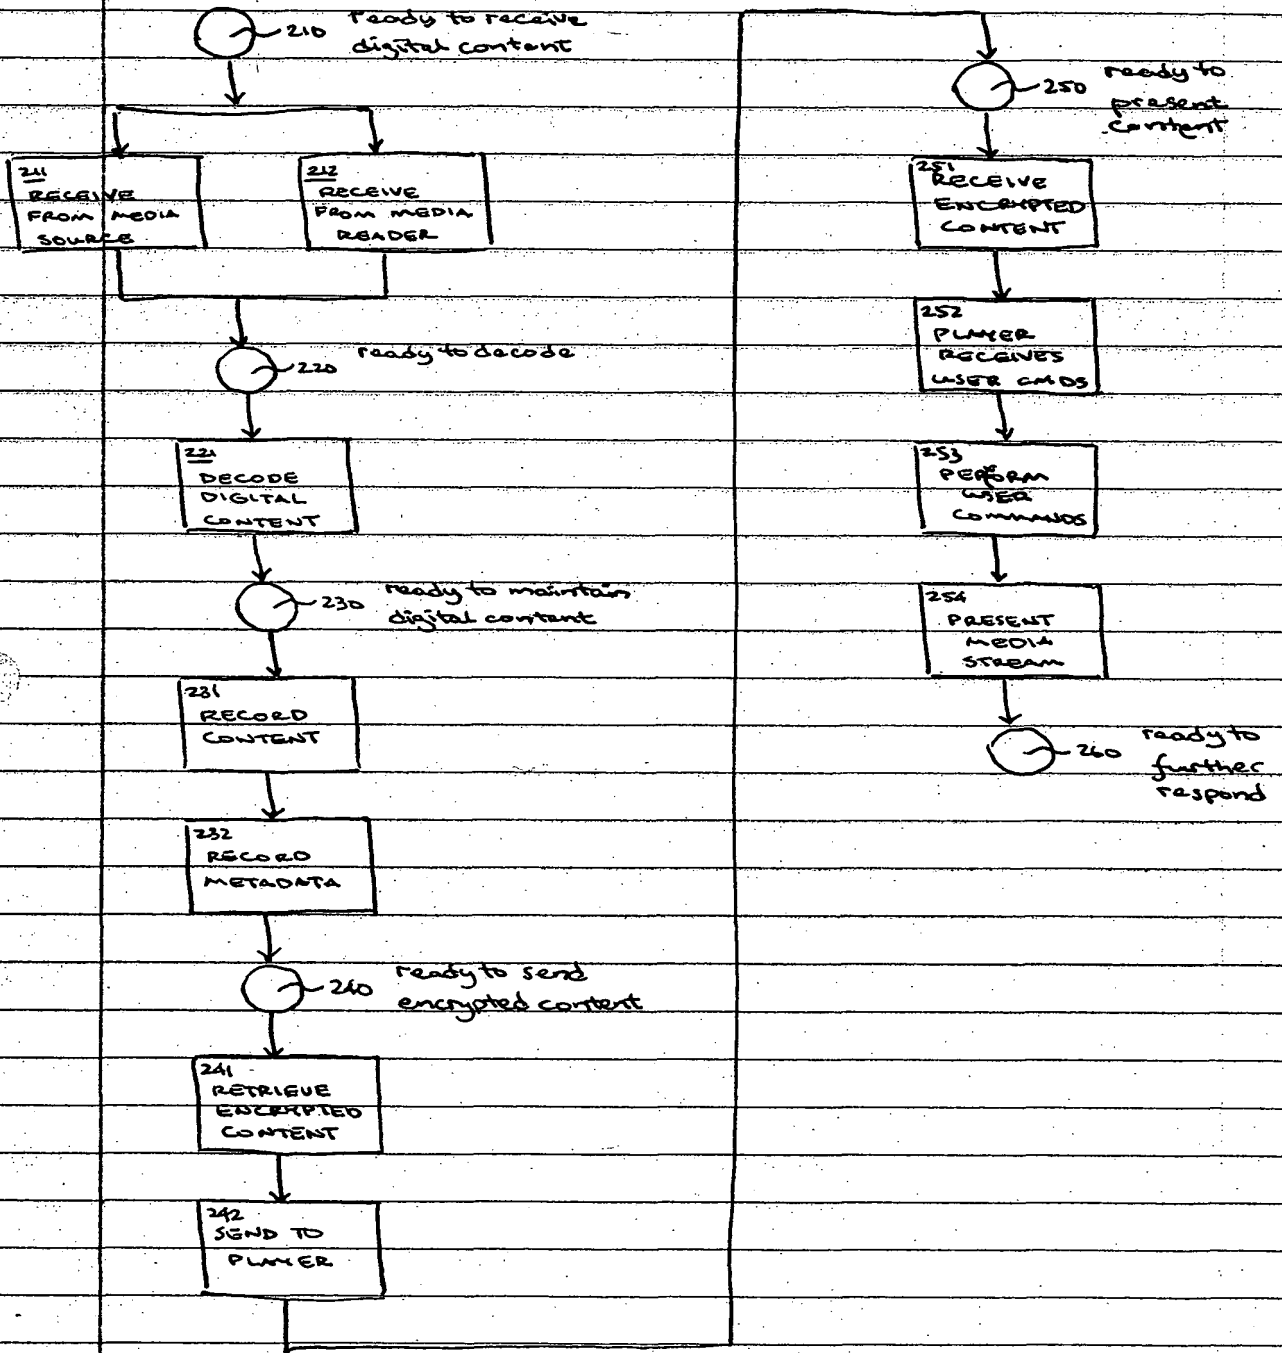 210
ready to receive
digital content
211
RECEIVE
FROM MEDIA
SOURCE
212
RECEIVE
FROM MEDIA
READER
220
ready to decode
221
DECODE
DIGITAL
CONTENT
230
ready to maintain
digital content
231
RECORD
CONTENT
232
RECORD
METADATA
240
ready to send
encrypted content
241
RETRIEVE
ENCRYPTED
CONTENT
242
SEND TO
PLAYER
250
ready to
present
content
251
RECEIVE
ENCRYPTED
CONTENT
252
PLAYER
RECEIVES
USER CMDS
253
PERFORM
USER
COMMANDS
254
PRESENT
MEDIA
STREAM
260
ready to
further
respond